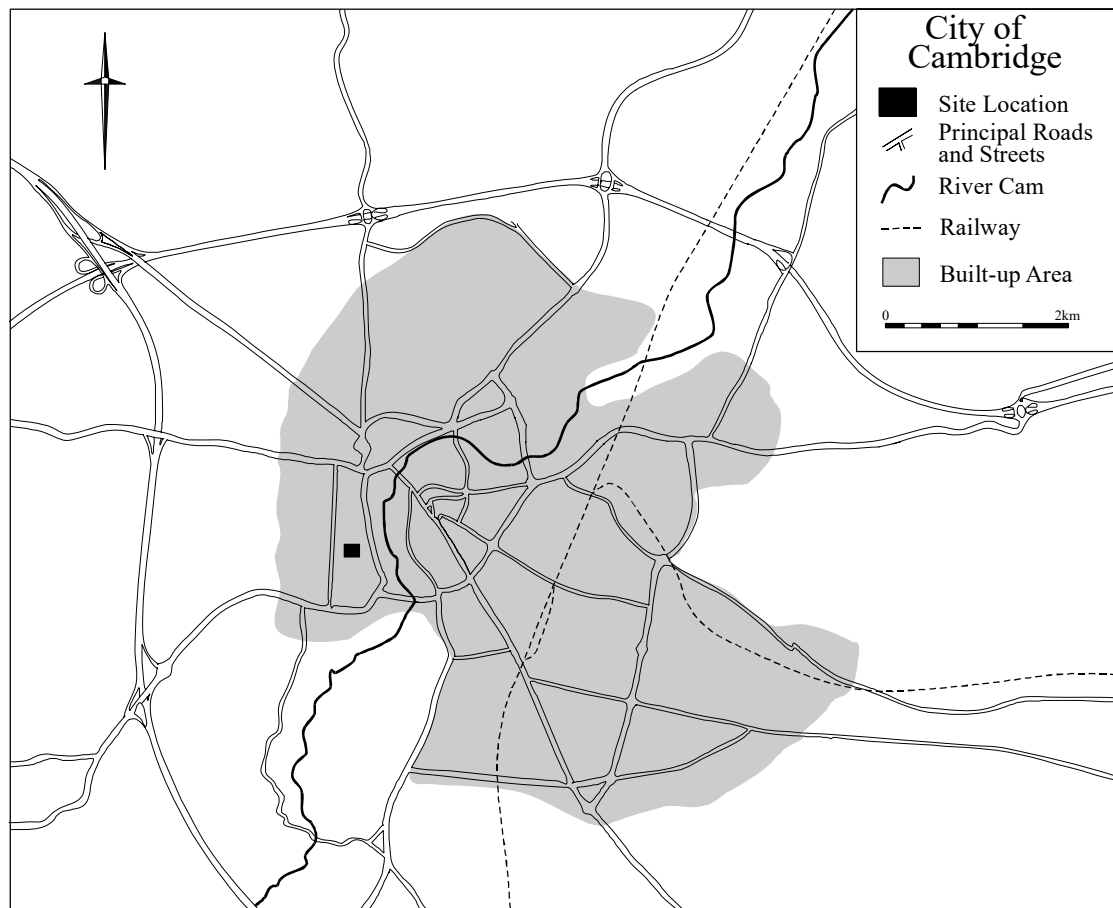 City of
Cambridge
Site Location
Principal Roads
and Streets
River Cam
Railway
Built-up Area
0 2km